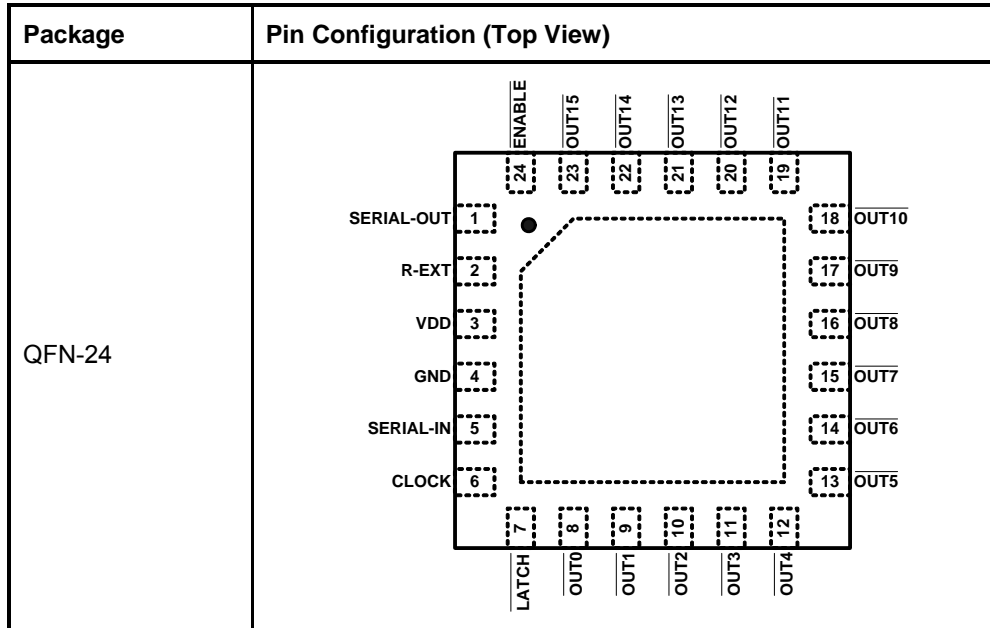 Package
Pin Configuration (Top View)
QFN-24
ENABLE
OUT15
OUT14
OUT13
OUT12
OUT11
24
23
22
21
20
19
SERIAL-OUT 1
R-EXT 2
VDD 3
GND 4
SERIAL-IN 5
CLOCK 6
18 OUT10
17 OUT9
16 OUT8
15 OUT7
14 OUT6
13 OUT5
7
8
9
10
11
12
LATCH
OUT0
OUT1
OUT2
OUT3
OUT4